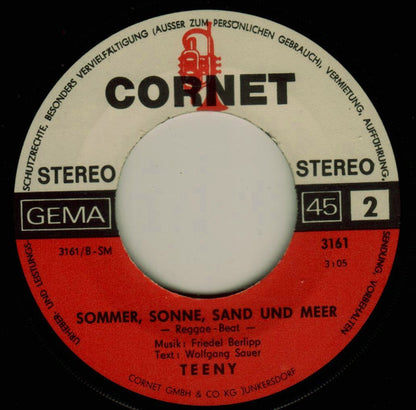 SCHUTZRECHTE, BESONDERS VERVIELFÄLTIGUNG (AUSSER ZUM PERSÖNLICHEN GEBRAUCH), VERMIETUNG, AUFFÜHRUNG,
SENDUNG, VORBEHALTEN
URHEBER- UND LEISTUNGS-
CORNET
STEREO STEREO
GEMA 45 2
3161/B-SM 3161
3:05
SOMMER, SONNE, SAND UND MEER
— Reggae-Beat —
Musik: Friedel Berlipp
Text: Wolfgang Sauer
TEENY
CORNET GMBH & CO KG JUNKERSDORF